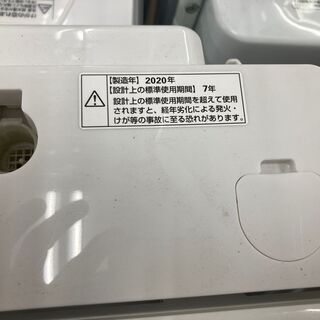 【製造年】2020年
【設計上の標準使用期間】7年
設計上の標準使用期間を超えて使用
されますと、経年劣化による発火・
けが等の事故に至る恐れがあります。